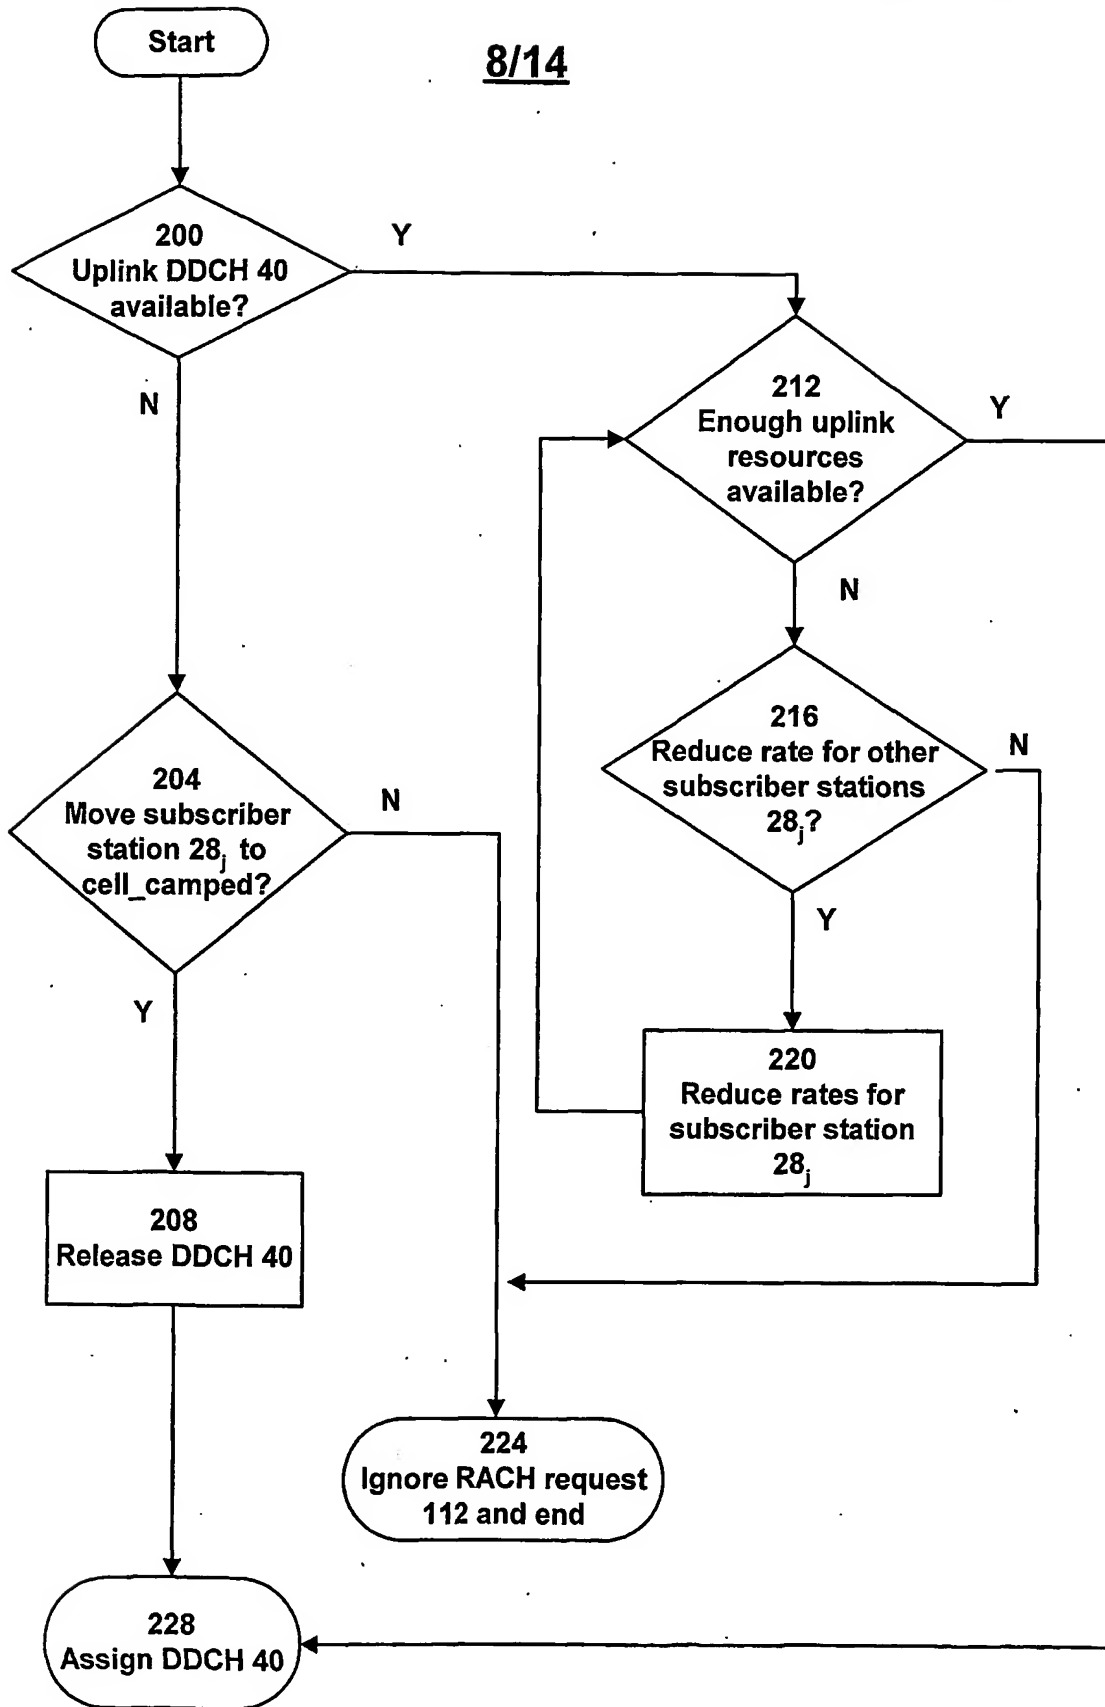 Start
8/14
200
Uplink DDCH 40
available?
Y
N
212
Enough uplink
resources
available?
Y
N
216
Reduce rate for other
subscriber stations
28j?
N
Y
204
Move subscriber
station 28j to
cell_camped?
N
Y
220
Reduce rates for
subscriber station
28j
208
Release DDCH 40
224
Ignore RACH request
112 and end
228
Assign DDCH 40